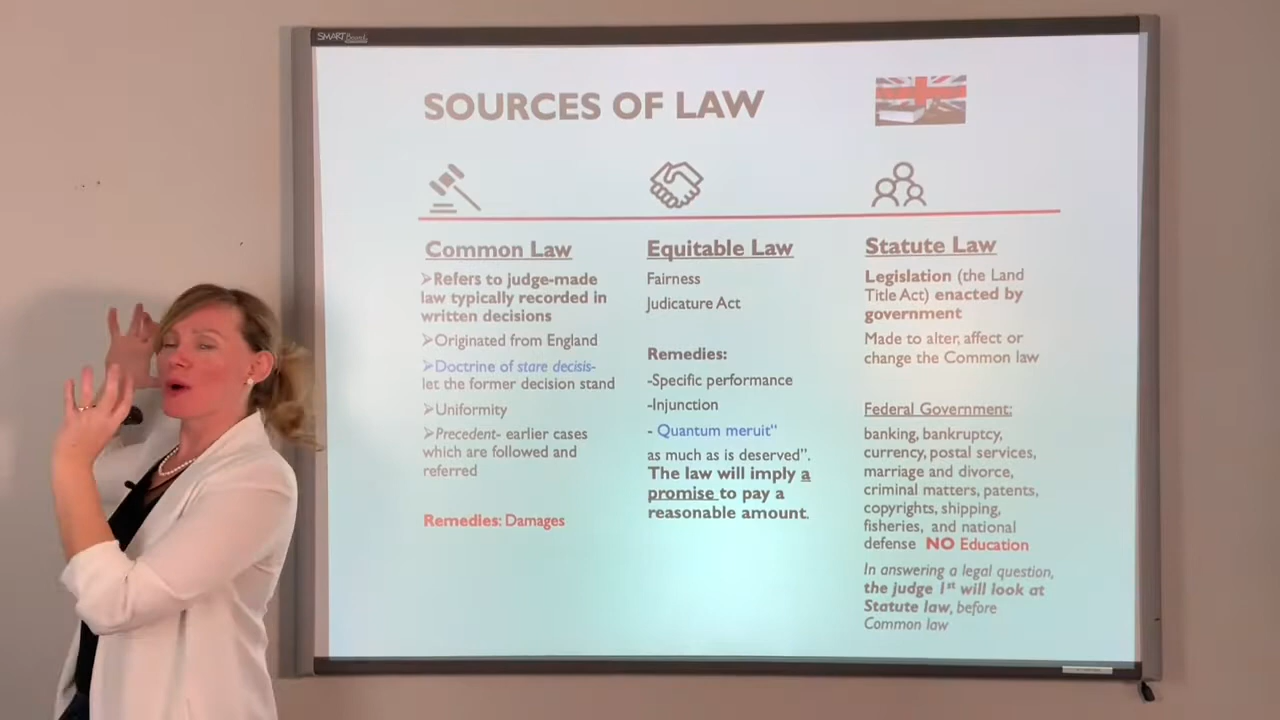 SMART Board
SOURCES OF LAW
Common Law
➢Refers to judge-made
law typically recorded in
written decisions
➢Originated from England
➢Doctrine of stare decisis-
let the former decision stand
➢Uniformity
➢Precedent- earlier cases
which are followed and
referred
Remedies: Damages
Equitable Law
Fairness
Judicature Act
Remedies:
-Specific performance
-Injunction
- Quantum meruit"
as much as is deserved".
The law will imply a
promise to pay a
reasonable amount.
Statute Law
Legislation (the Land
Title Act) enacted by
government
Made to alter, affect or
change the Common law
Federal Government:
banking, bankruptcy,
currency, postal services,
marriage and divorce,
criminal matters, patents,
copyrights, shipping,
fisheries, and national
defense NO Education
In answering a legal question,
the judge 1st will look at
Statute law, before
Common law